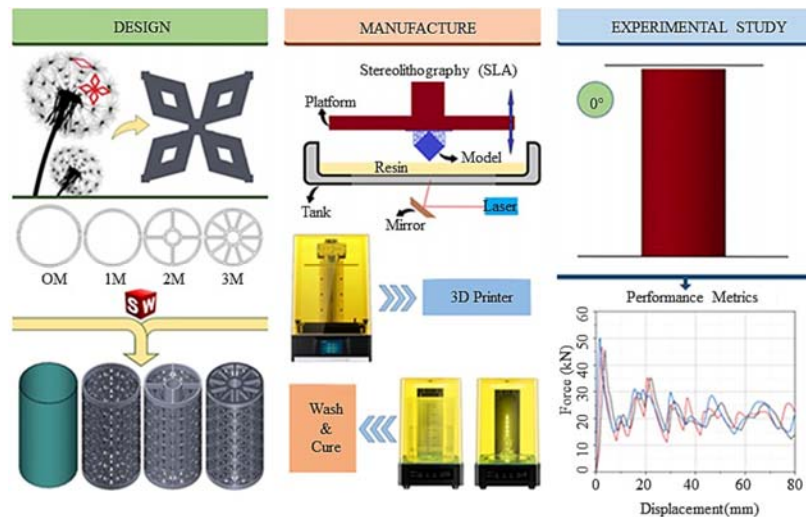 DESIGN
OM 1M 2M 3M
SW
MANUFACTURE
Stereolithography (SLA)
Platform
Model
Resin
Tank
Laser
Mirror
3D Printer
Wash
&
Cure
EXPERIMENTAL STUDY
0°
Performance Metrics
Force (kN)
60
50
40
30
20
10
0
0 20 40 60 80
Displacement(mm)